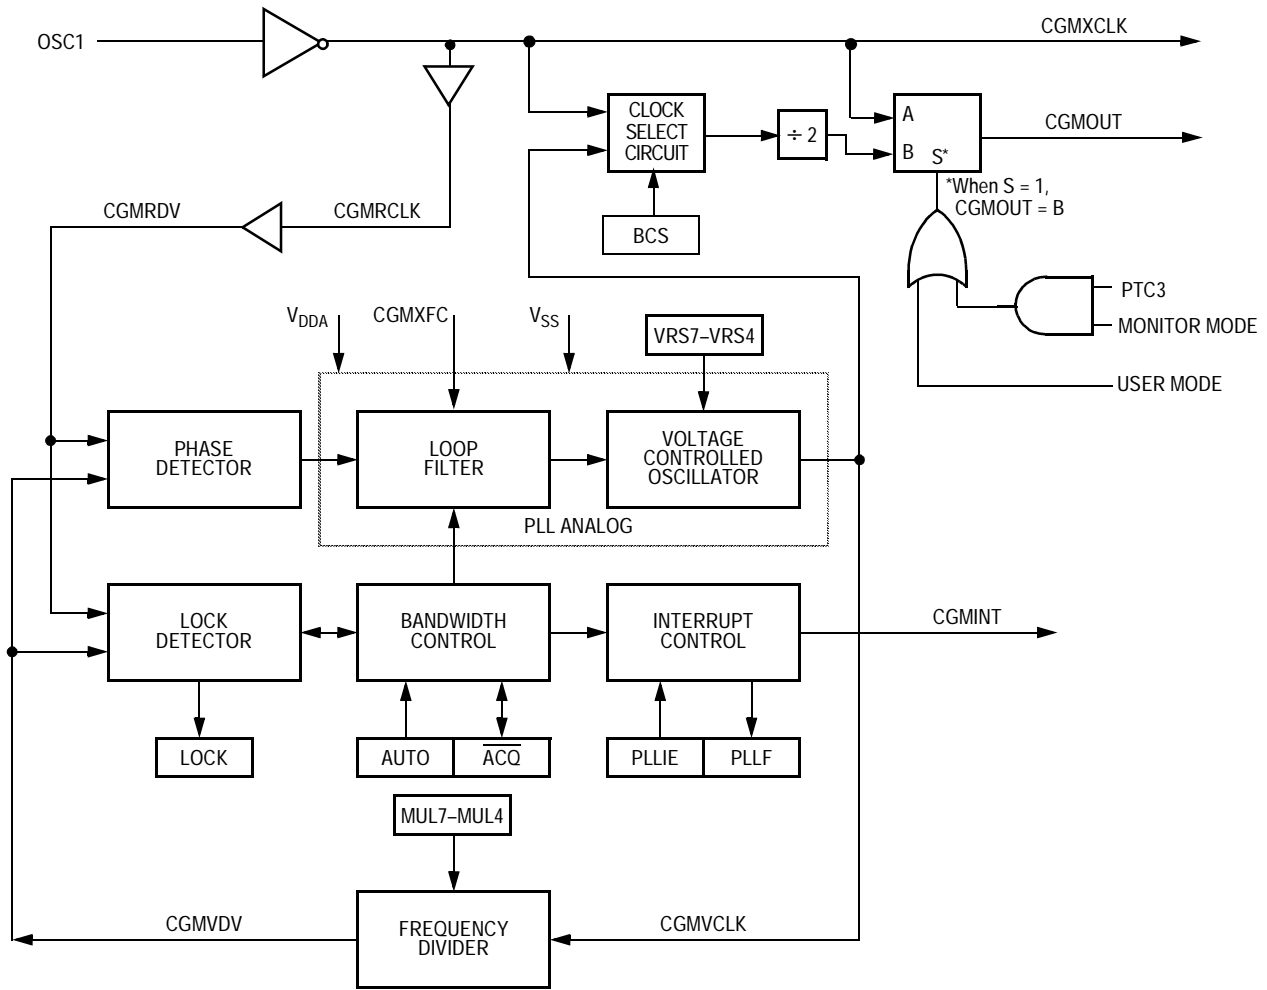 OSC1
CGMXCLK
CLOCK
SELECT
CIRCUIT
÷ 2
A
B
S*
CGMOUT
*When S = 1,
CGMOUT = B
CGMRDV
CGMRCLK
BCS
PTC3
MONITOR MODE
USER MODE
VDDA
CGMXFC
VSS
VRS7–VRS4
PHASE
DETECTOR
LOOP
FILTER
VOLTAGE
CONTROLLED
OSCILLATOR
PLL ANALOG
LOCK
DETECTOR
BANDWIDTH
CONTROL
INTERRUPT
CONTROL
CGMINT
LOCK
AUTO
ACQ
PLLIE
PLLF
MUL7–MUL4
CGMVDV
FREQUENCY
DIVIDER
CGMVCLK